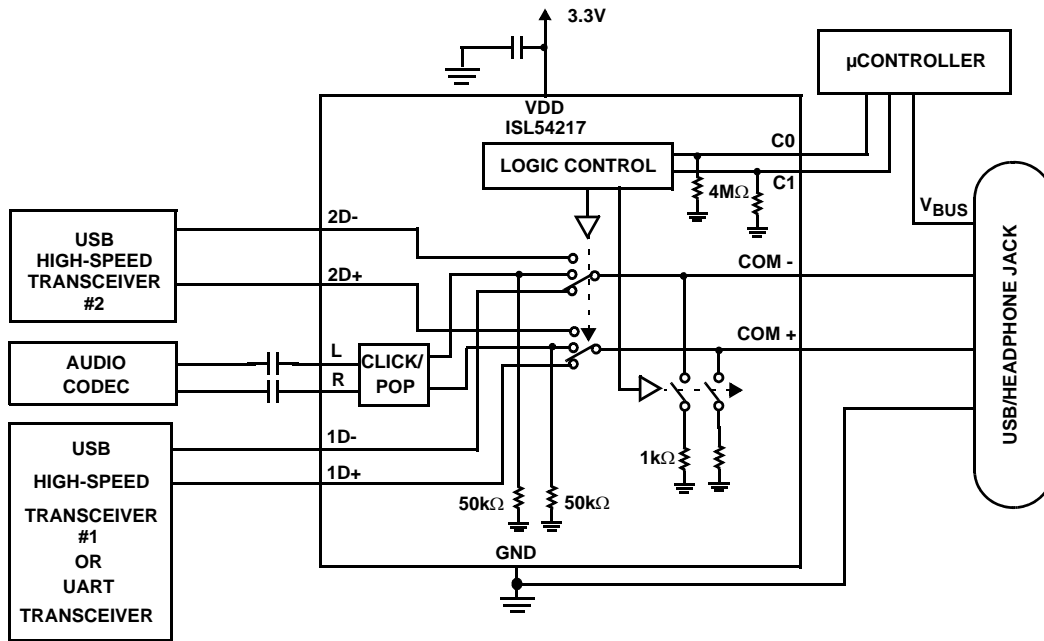 3.3V
µCONTROLLER
VDD
ISL54217
LOGIC CONTROL
C0
C1
4MΩ
VBUS
USB
HIGH-SPEED
TRANSCEIVER
#2
2D-
2D+
COM -
COM +
AUDIO
CODEC
L
R
CLICK/
POP
USB/HEADPHONE JACK
USB
HIGH-SPEED
TRANSCEIVER
#1
OR
UART
TRANSCEIVER
1D-
1D+
1kΩ
50kΩ
50kΩ
GND